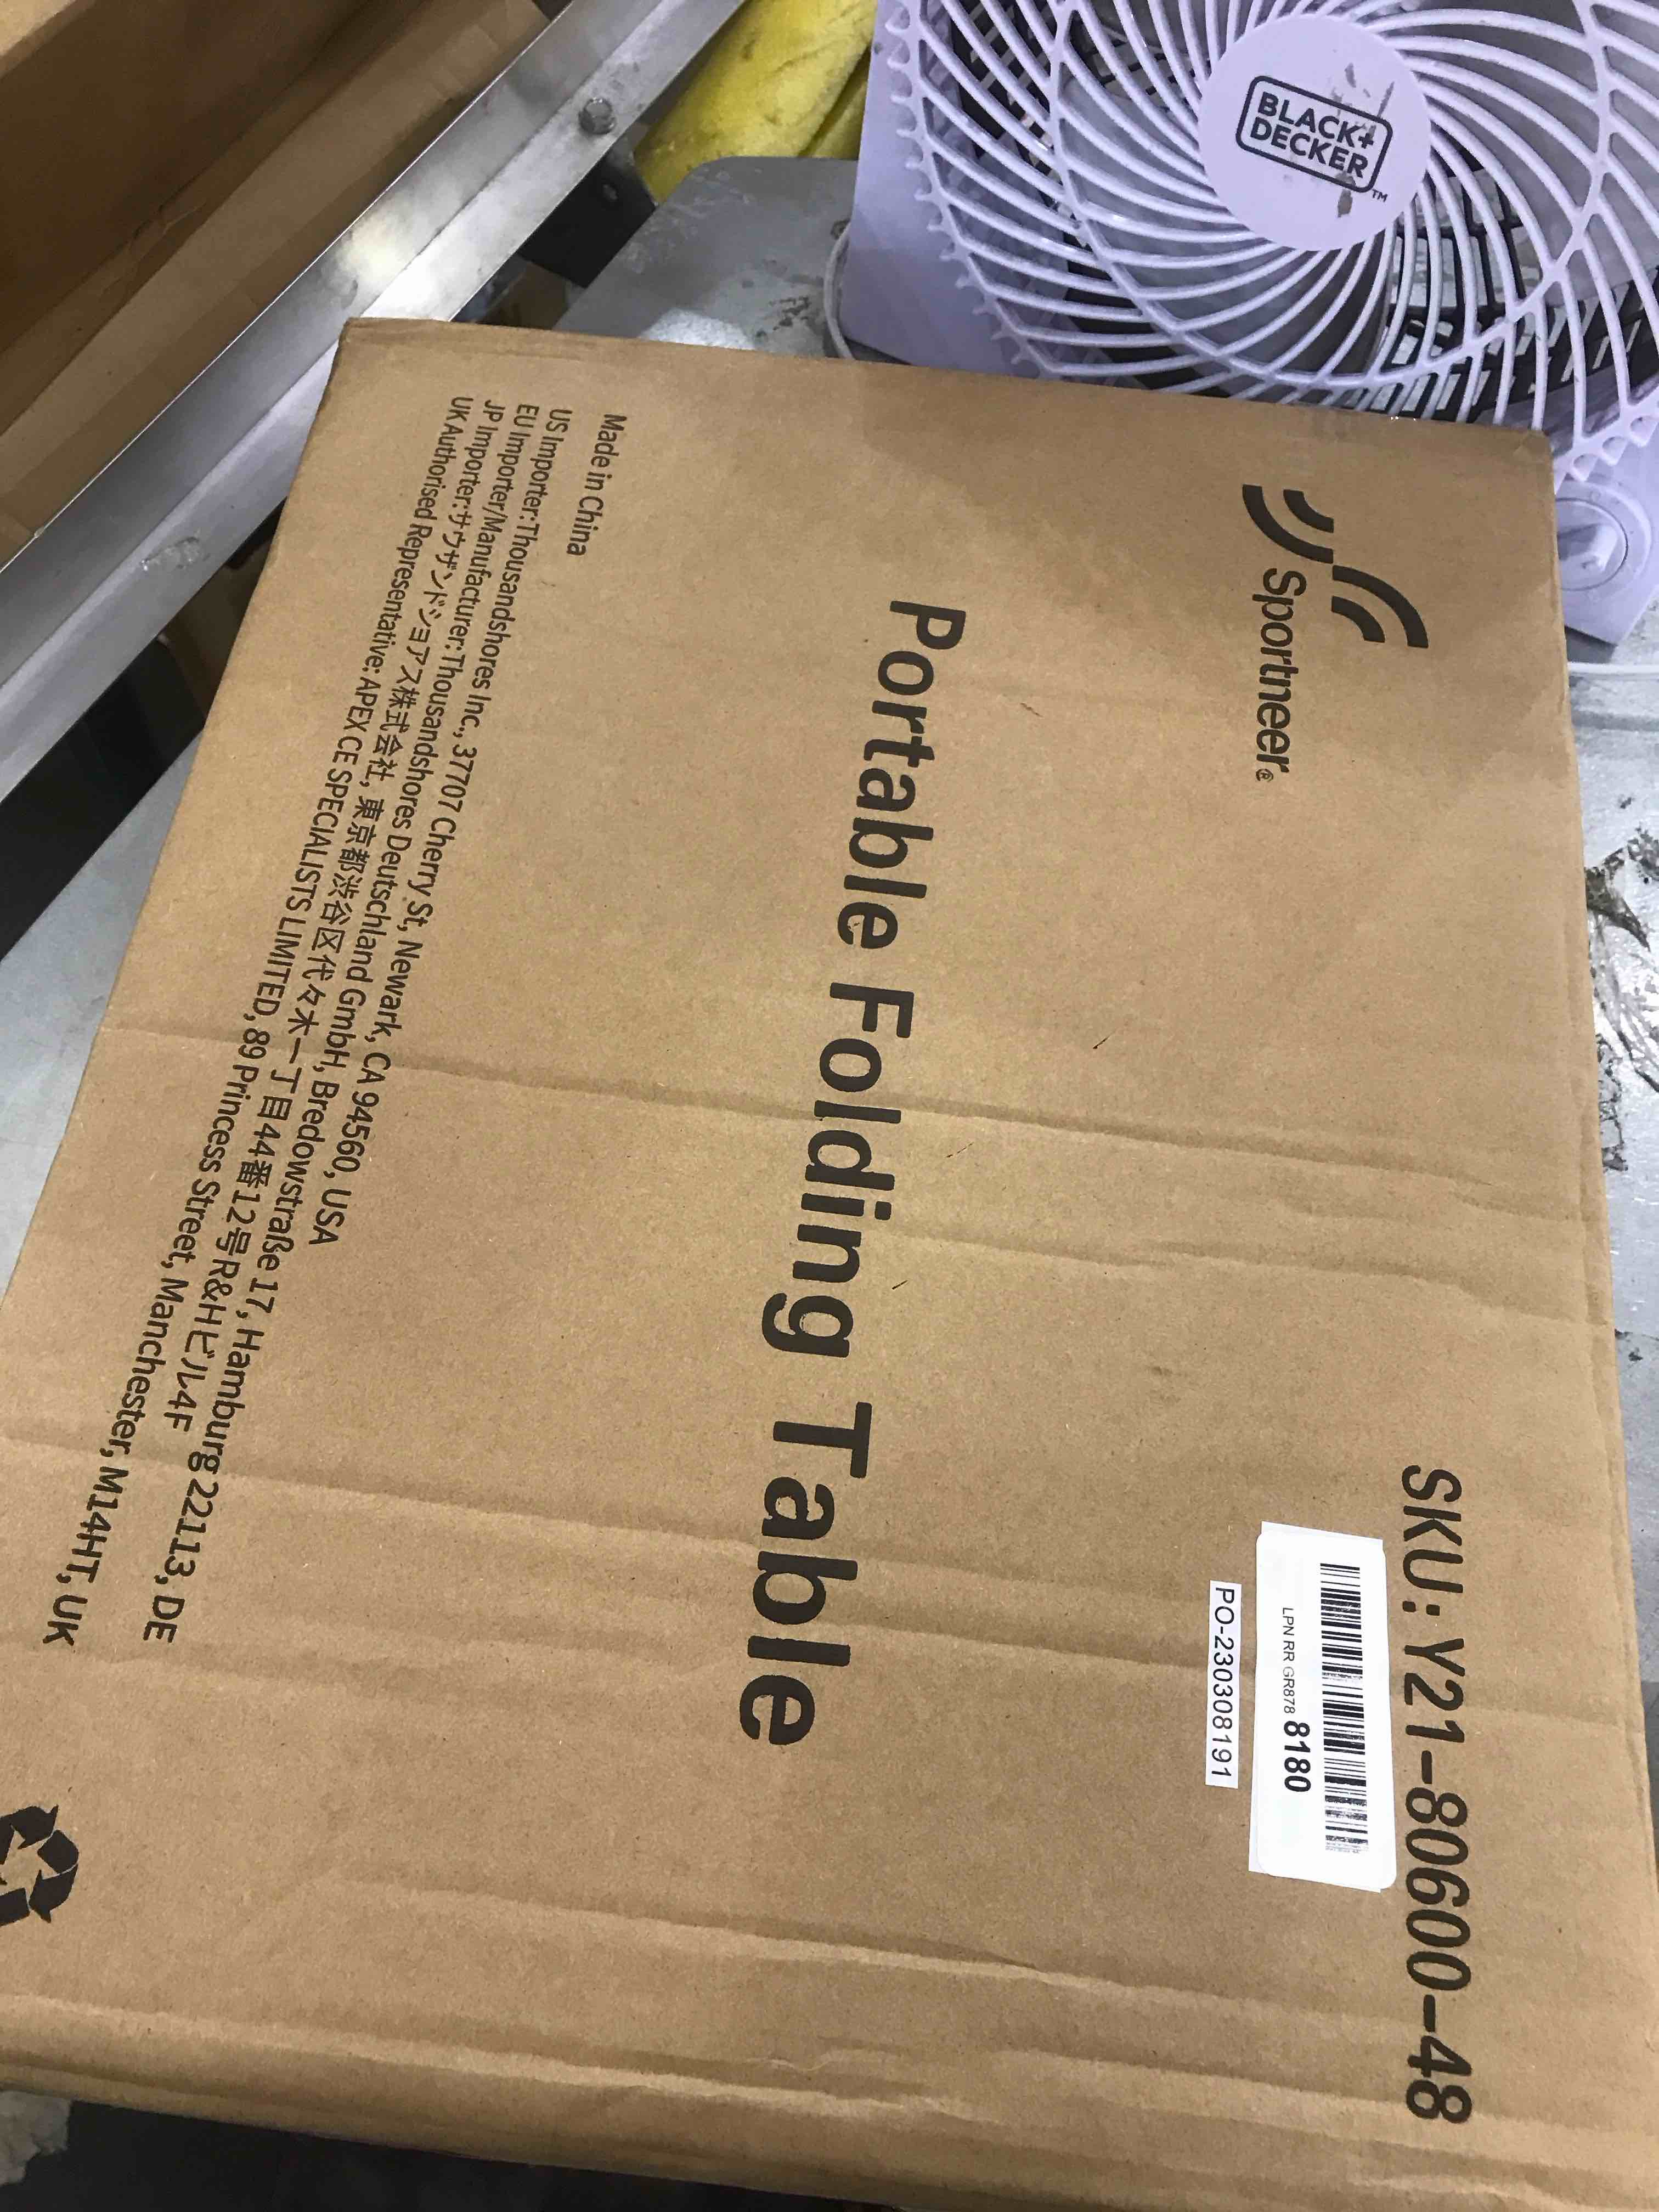 BLACK+
DECKER™
Sportneer®
SKU: Y21-80600-48
LPN RR GR878 8180
PO-230308191
Portable Folding Table
Made in China
US Importer:Thousandshores Inc., 37707 Cherry St, Newark, CA 94560, USA
EU Importer/Manufacturer:Thousandshores Deutschland GmbH, Bredowstraße 17, Hamburg 22113, DE
JP Importer:サウザンドショアス株式会社, 東京都渋谷区代々木一丁目44番12号R&Hビル4F
UK Authorised Representative: APEX CE SPECIALISTS LIMITED, 89 Princess Street, Manchester, M14HT, UK